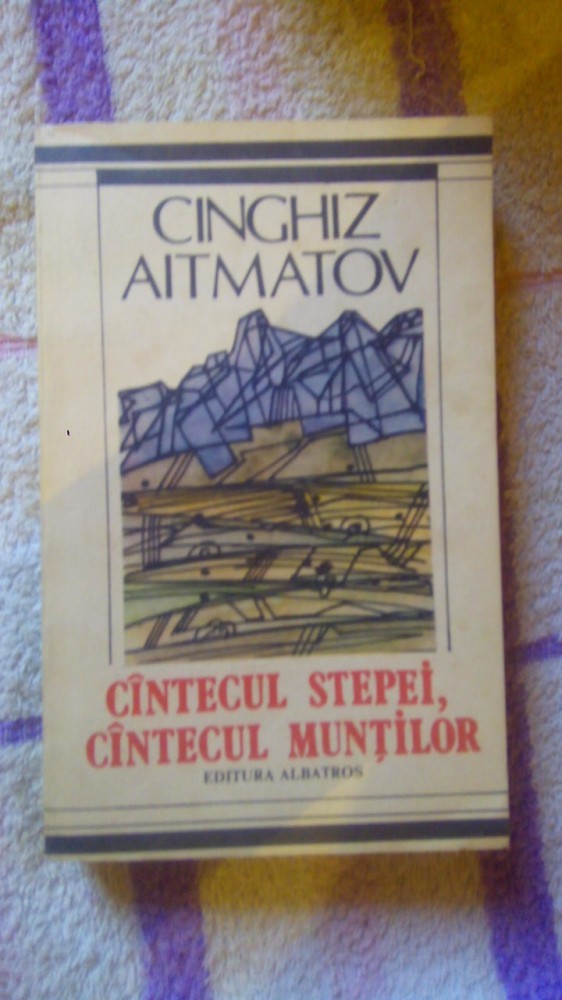 CINGHIZ
AITMATOV
CÎNTECUL STEPEI,
CÎNTECUL MUNȚILOR
EDITURA ALBATROS